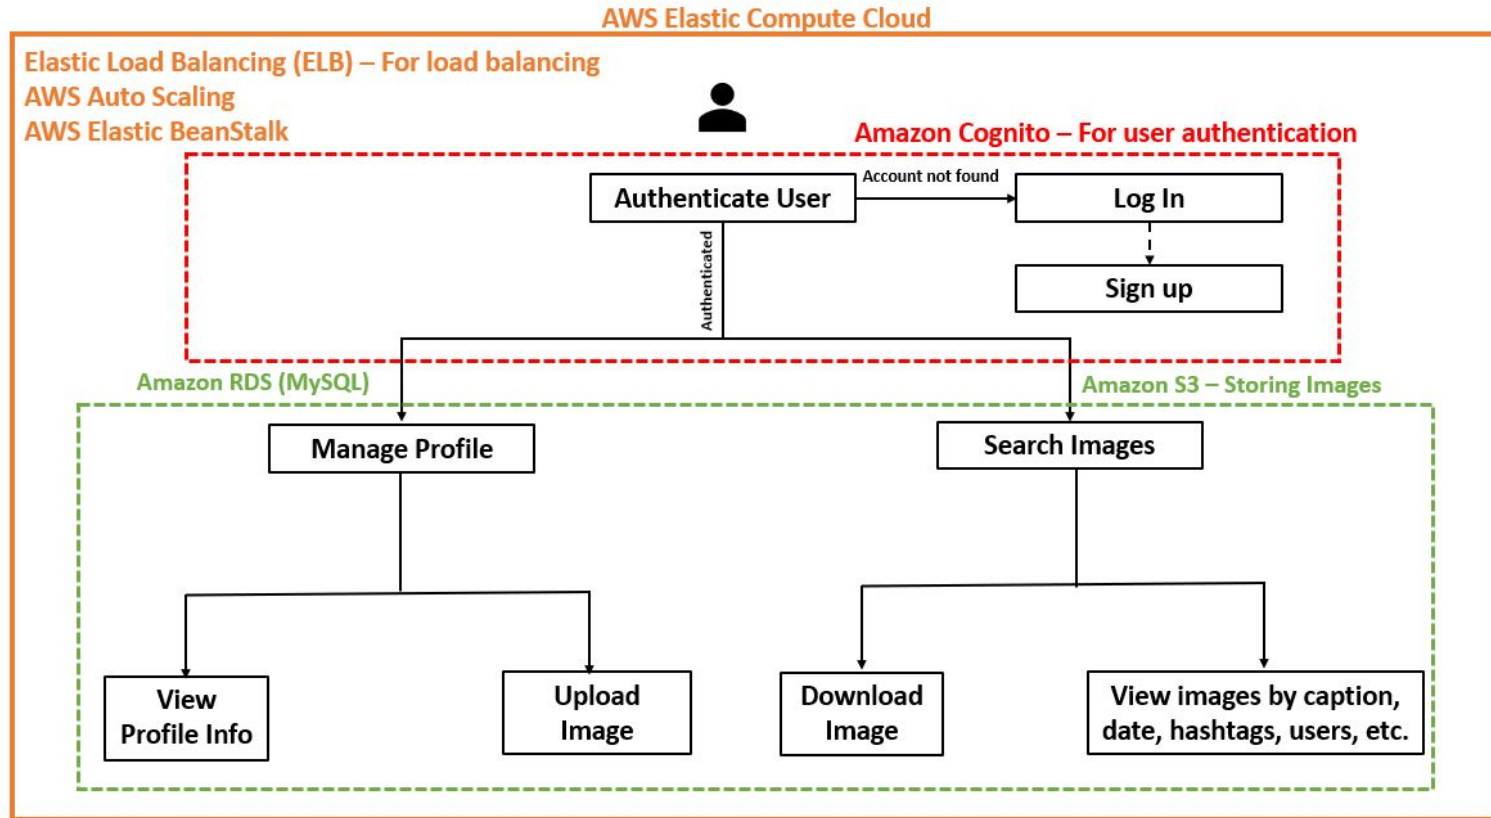 AWS Elastic Compute Cloud
Elastic Load Balancing (ELB) – For load balancing
AWS Auto Scaling
AWS Elastic BeanStalk
Amazon Cognito – For user authentication
Authenticate User
Account not found
Log In
Authenticated
Sign up
Amazon RDS (MySQL)
Amazon S3 – Storing Images
Manage Profile
Search Images
View
Profile Info
Upload
Image
Download
Image
View images by caption,
date, hashtags, users, etc.